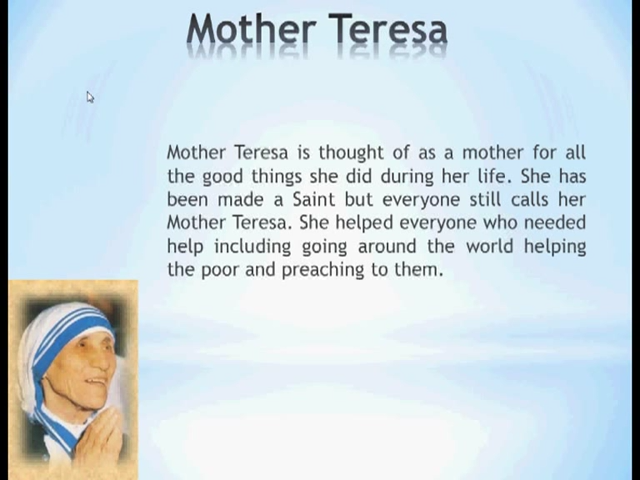 Mother Teresa
Mother Teresa is thought of as a mother for all
the good things she did during her life. She has
been made a Saint but everyone still calls her
Mother Teresa. She helped everyone who needed
help including going around the world helping
the poor and preaching to them.